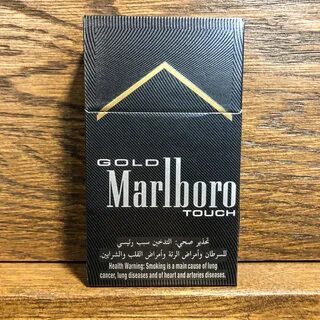 GOLD
Marlboro
TOUCH
تحذير صحي: التدخين سبب رئيسي
للسرطان وأمراض الرئة وأمراض القلب والشرايين.
Health Warning: Smoking is a main cause of lung
cancer, lung diseases and of heart and arteries diseases.